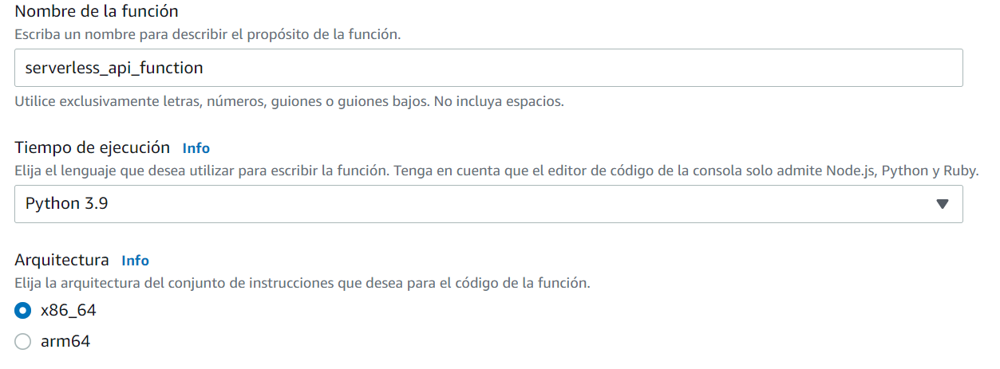 Nombre de la función
Escriba un nombre para describir el propósito de la función.
serverless_api_function
Utilice exclusivamente letras, números, guiones o guiones bajos. No incluya espacios.
Tiempo de ejecución Info
Elija el lenguaje que desea utilizar para escribir la función. Tenga en cuenta que el editor de código de la consola solo admite Node.js, Python y Ruby.
Python 3.9
Arquitectura Info
Elija la arquitectura del conjunto de instrucciones que desea para el código de la función.
x86_64
arm64